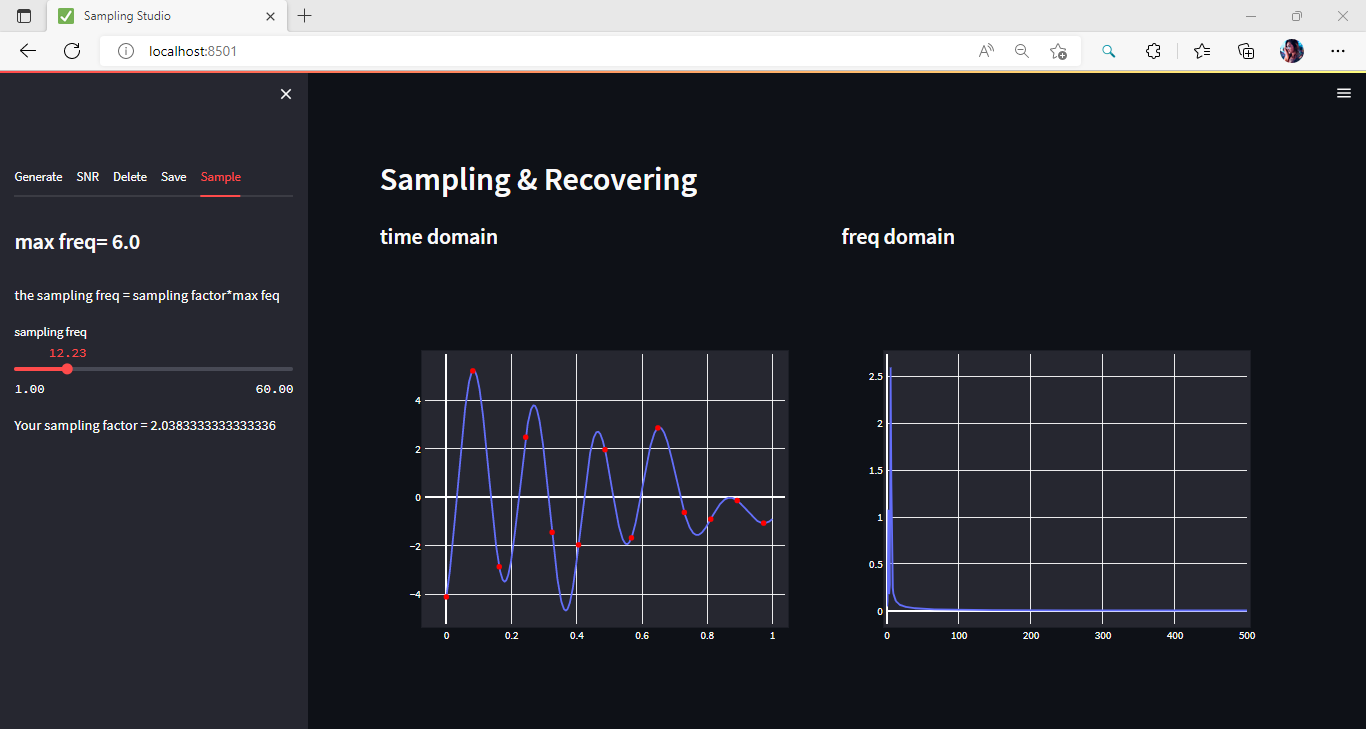 Sampling Studio
localhost:8501
Generate SNR Delete Save Sample
max freq= 6.0
the sampling freq = sampling factor*max feq
sampling freq
12.23
1.00 60.00
Your sampling factor = 2.0383333333333336
Sampling & Recovering
time domain
4
2
0
−2
−4
0 0.2 0.4 0.6 0.8 1
freq domain
2.5
2
1.5
1
0.5
0
0 100 200 300 400 500